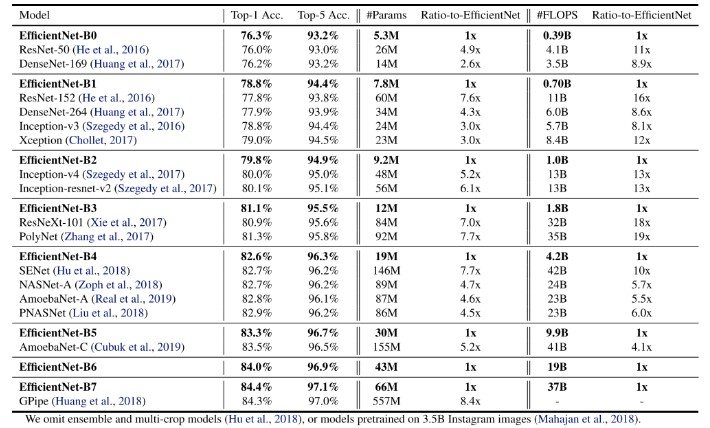 Model Top-1 Acc. Top-5 Acc. #Params Ratio-to-EfficientNet #FLOPS Ratio-to-EfficientNet
EfficientNet-B0 76.3% 93.2% 5.3M 1x 0.39B 1x
ResNet-50 (He et al., 2016) 76.0% 93.0% 26M 4.9x 4.1B 11x
DenseNet-169 (Huang et al., 2017) 76.2% 93.2% 14M 2.6x 3.5B 8.9x
EfficientNet-B1 78.8% 94.4% 7.8M 1x 0.70B 1x
ResNet-152 (He et al., 2016) 77.8% 93.8% 60M 7.6x 11B 16x
DenseNet-264 (Huang et al., 2017) 77.9% 93.9% 34M 4.3x 6.0B 8.6x
Inception-v3 (Szegedy et al., 2016) 78.8% 94.4% 24M 3.0x 5.7B 8.1x
Xception (Chollet, 2017) 79.0% 94.5% 23M 3.0x 8.4B 12x
EfficientNet-B2 79.8% 94.9% 9.2M 1x 1.0B 1x
Inception-v4 (Szegedy et al., 2017) 80.0% 95.0% 48M 5.2x 13B 13x
Inception-resnet-v2 (Szegedy et al., 2017) 80.1% 95.1% 56M 6.1x 13B 13x
EfficientNet-B3 81.1% 95.5% 12M 1x 1.8B 1x
ResNeXt-101 (Xie et al., 2017) 80.9% 95.6% 84M 7.0x 32B 18x
PolyNet (Zhang et al., 2017) 81.3% 95.8% 92M 7.7x 35B 19x
EfficientNet-B4 82.6% 96.3% 19M 1x 4.2B 1x
SENet (Hu et al., 2018) 82.7% 96.2% 146M 7.7x 42B 10x
NASNet-A (Zoph et al., 2018) 82.7% 96.2% 89M 4.7x 24B 5.7x
AmoebaNet-A (Real et al., 2019) 82.8% 96.1% 87M 4.6x 23B 5.5x
PNASNet (Liu et al., 2018) 82.9% 96.2% 86M 4.5x 23B 6.0x
EfficientNet-B5 83.3% 96.7% 30M 1x 9.9B 1x
AmoebaNet-C (Cubuk et al., 2019) 83.5% 96.5% 155M 5.2x 41B 4.1x
EfficientNet-B6 84.0% 96.9% 43M 1x 19B 1x
EfficientNet-B7 84.4% 97.1% 66M 1x 37B 1x
GPipe (Huang et al., 2018) 84.3% 97.0% 557M 8.4x - -
We omit ensemble and multi-crop models (Hu et al., 2018), or models pretrained on 3.5B Instagram images (Mahajan et al., 2018).